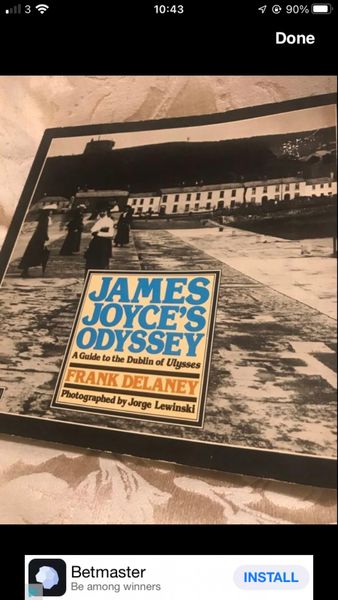 3
10:43
90%
Done
JAMES
JOYCE'S
ODYSSEY
A Guide to the Dublin of Ulysses
FRANK DELANEY
Photographed by Jorge Lewinski
Betmaster
Be among winners
INSTALL